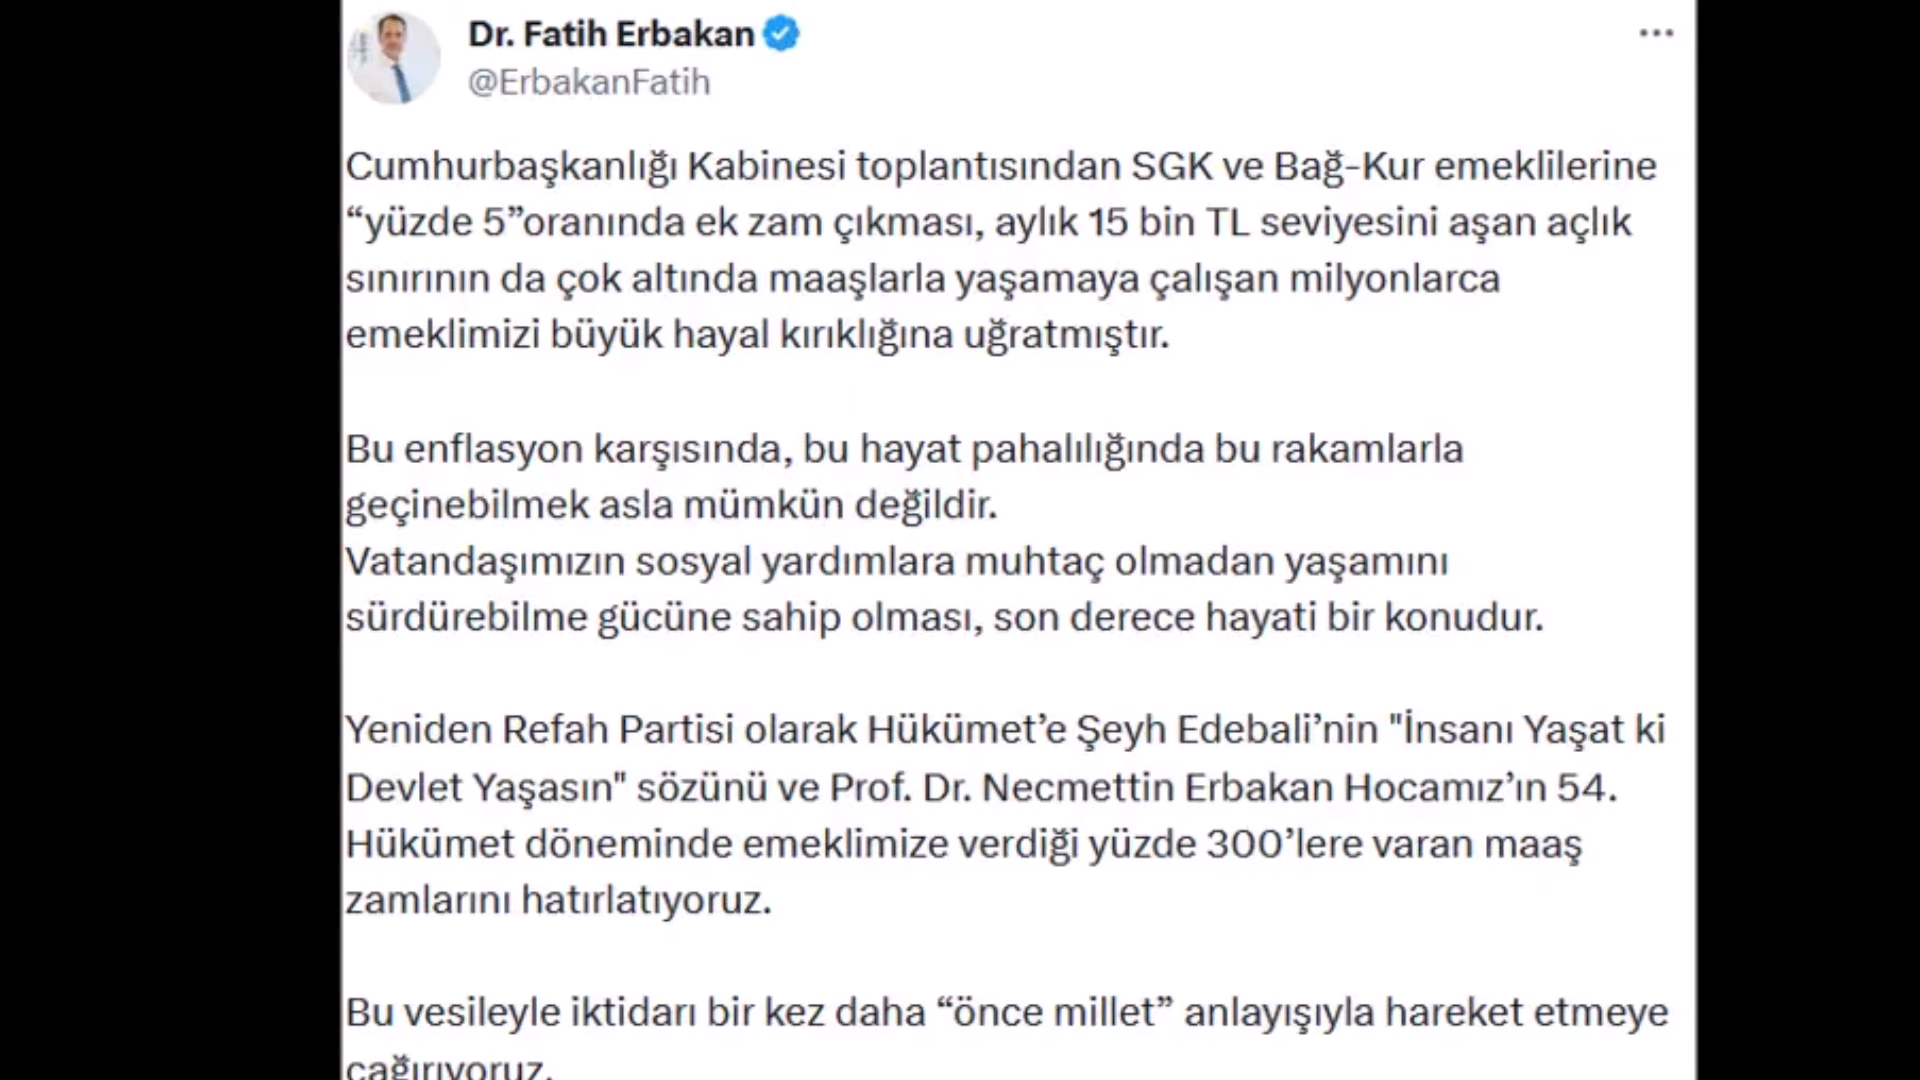 Dr. Fatih Erbakan
@ErbakanFatih
Cumhurbaşkanlığı Kabinesi toplantısından SGK ve Bağ-Kur emeklilerine
“yüzde 5”oranında ek zam çıkması, aylık 15 bin TL seviyesini aşan açlık
sınırının da çok altında maaşlarla yaşamaya çalışan milyonlarca
emeklimizi büyük hayal kırıklığına uğratmıştır.
Bu enflasyon karşısında, bu hayat pahalılığında bu rakamlarla
geçinebilmek asla mümkün değildir.
Vatandaşımızın sosyal yardımlara muhtaç olmadan yaşamını
sürdürebilme gücüne sahip olması, son derece hayati bir konudur.
Yeniden Refah Partisi olarak Hükümet’e Şeyh Edebali’nin "İnsanı Yaşat ki
Devlet Yaşasın" sözünü ve Prof. Dr. Necmettin Erbakan Hocamız’ın 54.
Hükümet döneminde emeklimize verdiği yüzde 300’lere varan maaş
zamlarını hatırlatıyoruz.
Bu vesileyle iktidarı bir kez daha “önce millet” anlayışıyla hareket etmeye
çağırıyoruz.